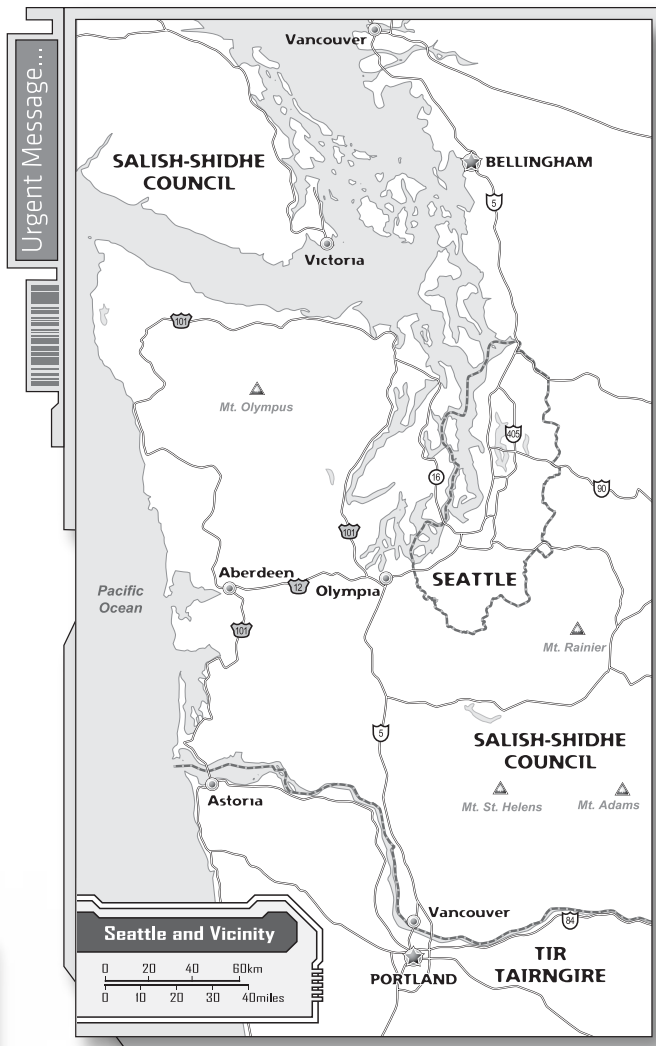 Urgent Message...
Vancouver
SALISH-SHIDHE
COUNCIL
BELLINGHAM
5
Victoria
101
Mt. Olympus
405
16
90
101
Aberdeen
12
Olympia
SEATTLE
Pacific
Ocean
101
Mt. Rainier
5
SALISH-SHIDHE
COUNCIL
Astoria
Mt. St. Helens
Mt. Adams
Vancouver
84
Seattle and Vicinity
PORTLAND
TIR
TAIRNGIRE
0 20 40 60km
0 10 20 30 40miles